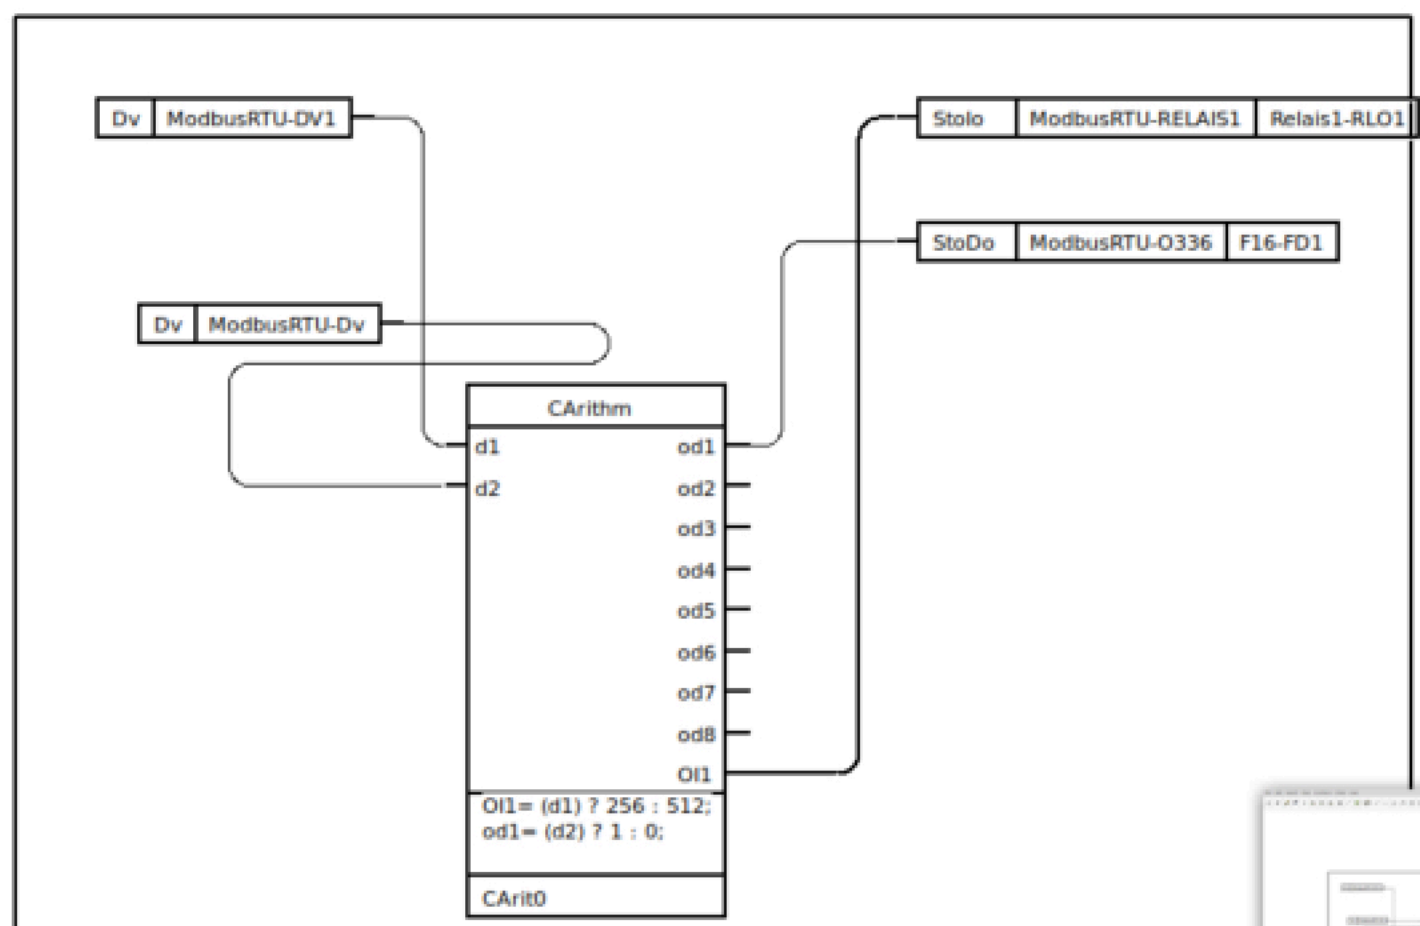 Dv ModbusRTU-DV1
Stolo ModbusRTU-RELAIS1 Relais1-RLO1
StoDo ModbusRTU-O336 F16-FD1
Dv ModbusRTU-Dv
CArithm
d1 od1
d2 od2
od3
od4
od5
od6
od7
od8
OI1
OI1= (d1) ? 256 : 512;
od1= (d2) ? 1 : 0;
CArit0